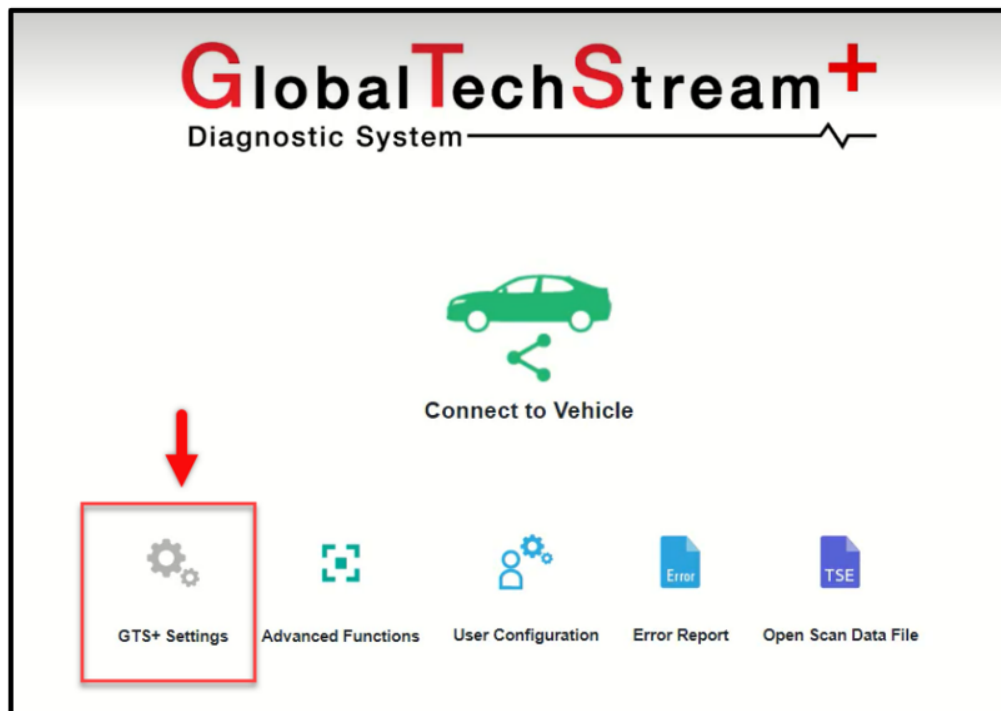 GlobalTechStream+
Diagnostic System
Connect to Vehicle
GTS+ Settings
Advanced Functions
User Configuration
Error
Error Report
TSE
Open Scan Data File